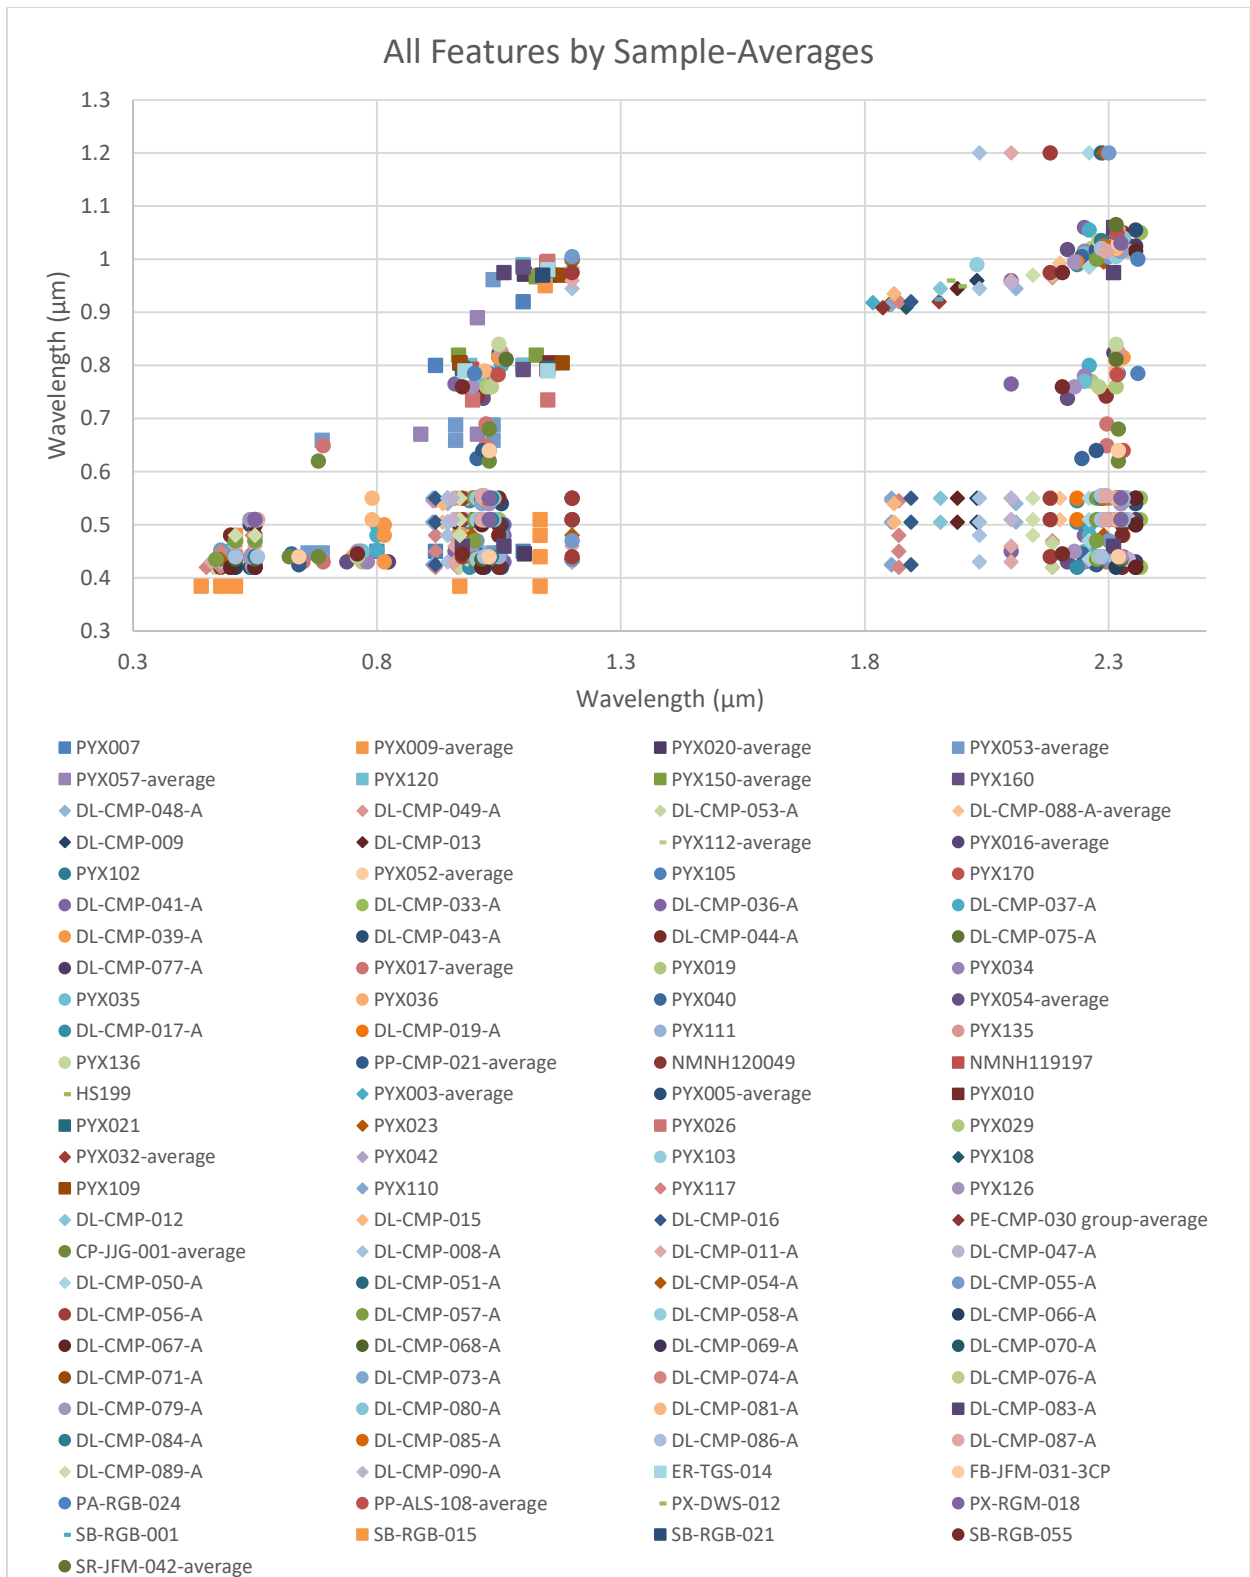 All Features by Sample-Averages
1.3
1.2
1.1
1
0.9
0.8
0.7
0.6
0.5
0.4
0.3
Wavelength (µm)
0.3 0.8 1.3 1.8 2.3
Wavelength (µm)
PYX007 PYX009-average PYX020-average PYX053-average
PYX057-average PYX120 PYX150-average PYX160
DL-CMP-048-A DL-CMP-049-A DL-CMP-053-A DL-CMP-088-A-average
DL-CMP-009 DL-CMP-013 PYX112-average PYX016-average
PYX102 PYX052-average PYX105 PYX170
DL-CMP-041-A DL-CMP-033-A DL-CMP-036-A DL-CMP-037-A
DL-CMP-039-A DL-CMP-043-A DL-CMP-044-A DL-CMP-075-A
DL-CMP-077-A PYX017-average PYX019 PYX034
PYX035 PYX036 PYX040 PYX054-average
DL-CMP-017-A DL-CMP-019-A PYX111 PYX135
PYX136 PP-CMP-021-average NMNH120049 NMNH119197
HS199 PYX003-average PYX005-average PYX010
PYX021 PYX023 PYX026 PYX029
PYX032-average PYX042 PYX103 PYX108
PYX109 PYX110 PYX117 PYX126
DL-CMP-012 DL-CMP-015 DL-CMP-016 PE-CMP-030 group-average
CP-JJG-001-average DL-CMP-008-A DL-CMP-011-A DL-CMP-047-A
DL-CMP-050-A DL-CMP-051-A DL-CMP-054-A DL-CMP-055-A
DL-CMP-056-A DL-CMP-057-A DL-CMP-058-A DL-CMP-066-A
DL-CMP-067-A DL-CMP-068-A DL-CMP-069-A DL-CMP-070-A
DL-CMP-071-A DL-CMP-073-A DL-CMP-074-A DL-CMP-076-A
DL-CMP-079-A DL-CMP-080-A DL-CMP-081-A DL-CMP-083-A
DL-CMP-084-A DL-CMP-085-A DL-CMP-086-A DL-CMP-087-A
DL-CMP-089-A DL-CMP-090-A ER-TGS-014 FB-JFM-031-3CP
PA-RGB-024 PP-ALS-108-average PX-DWS-012 PX-RGM-018
SB-RGB-001 SB-RGB-015 SB-RGB-021 SB-RGB-055
SR-JFM-042-average